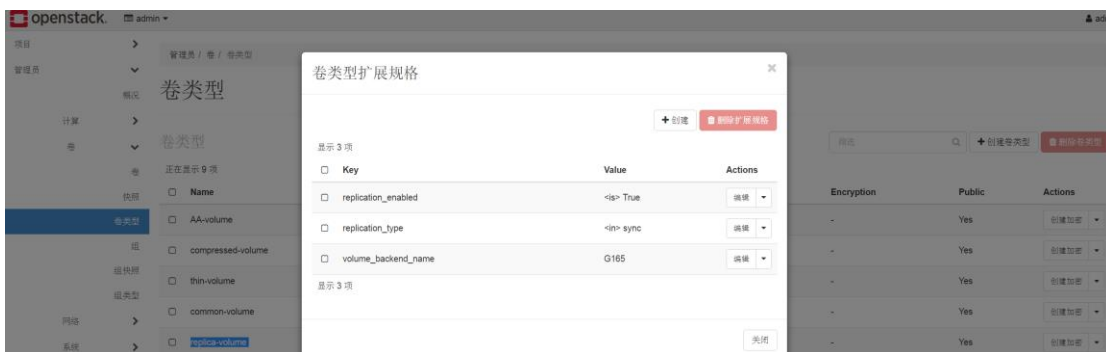 openstack. admin
adm
项目
管理员
概况
计算
卷
卷
快照
卷类型
组
组快照
组类型
网络
系统
管理员 / 卷 / 卷类型
卷类型
卷类型
正在显示 9 项
筛选
创建卷类型
删除卷类型
Name
Encryption
Public
Actions
AA-volume
-
Yes
创建加密
compressed-volume
-
Yes
创建加密
thin-volume
-
Yes
创建加密
common-volume
-
Yes
创建加密
replica-volume
-
Yes
创建加密
卷类型扩展规格
创建
删除扩展规格
显示 3 项
Key
Value
Actions
replication_enabled
<is> True
编辑
replication_type
<in> sync
编辑
volume_backend_name
G165
编辑
显示 3 项
关闭